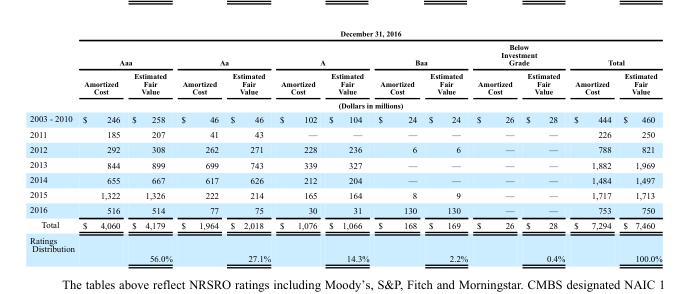 December 31, 2016
Aaa Aa A Baa Below Investment Grade Total
Amortized Cost Estimated Fair Value Amortized Cost Estimated Fair Value Amortized Cost Estimated Fair Value Amortized Cost Estimated Fair Value Amortized Cost Estimated Fair Value Amortized Cost Estimated Fair Value
(Dollars in millions)
2003 - 2010 $ 246 $ 258 $ 46 $ 46 $ 102 $ 104 $ 24 $ 24 $ 26 $ 28 $ 444 $ 460
2011 185 207 41 43 — — — — — — 226 250
2012 292 308 262 271 228 236 6 6 — — 788 821
2013 844 899 699 743 339 327 — — — — 1,882 1,969
2014 655 667 617 626 212 204 — — — — 1,484 1,497
2015 1,322 1,326 222 214 165 164 8 9 — — 1,717 1,713
2016 516 514 77 75 30 31 130 130 — — 753 750
Total $ 4,060 $ 4,179 $ 1,964 $ 2,018 $ 1,076 $ 1,066 $ 168 $ 169 $ 26 $ 28 $ 7,294 $ 7,460
Ratings
Distribution 56.0% 27.1% 14.3% 2.2% 0.4% 100.0%
The tables above reflect NRSRO ratings including Moody's, S&P, Fitch and Morningstar. CMBS designated NAIC 1